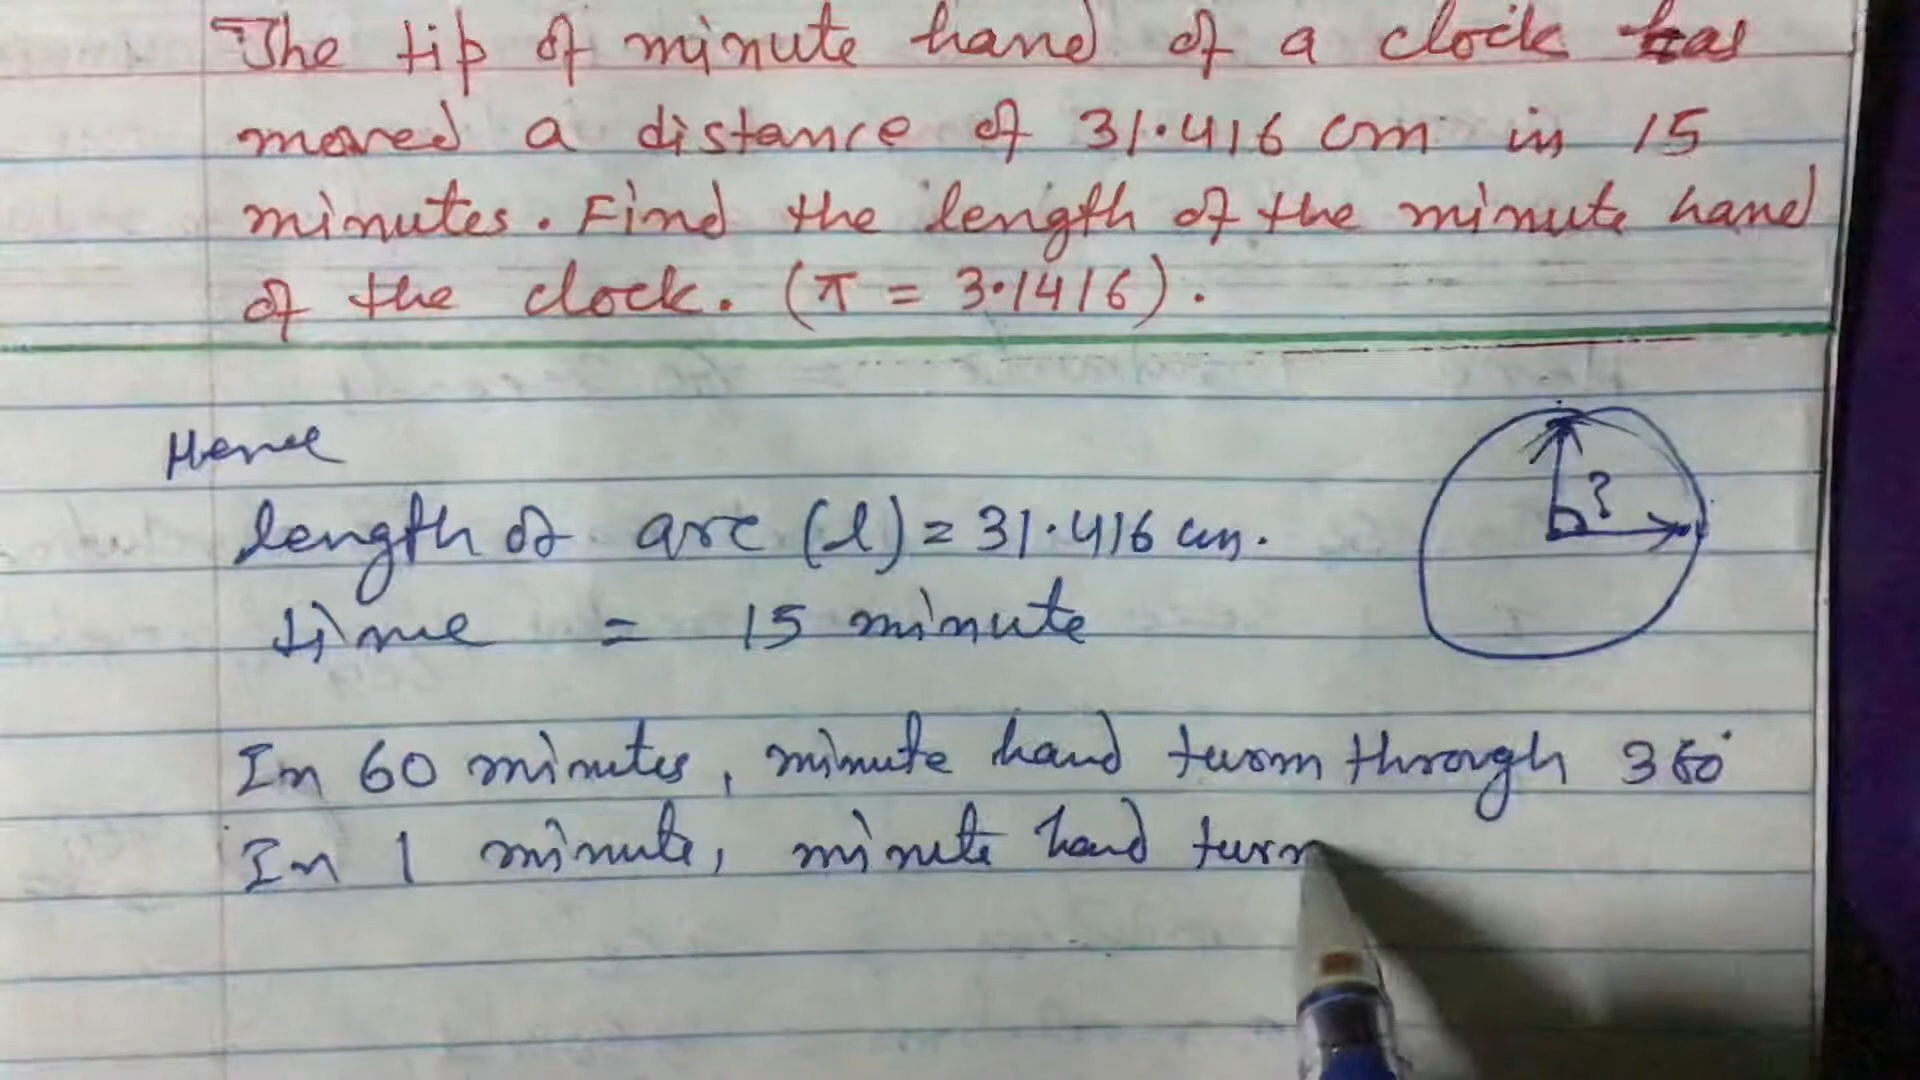 The tip of minute hand of a clock has
moved a distance of 31.416 cm in 15
minutes. Find the length of the minute hand
of the clock. (π = 3.1416).
Here
length of arc (l) = 31.416 cm.
?
time = 15 minute
In 60 minutes, minute hand turn through 360°
In 1 minute, minute hand turn